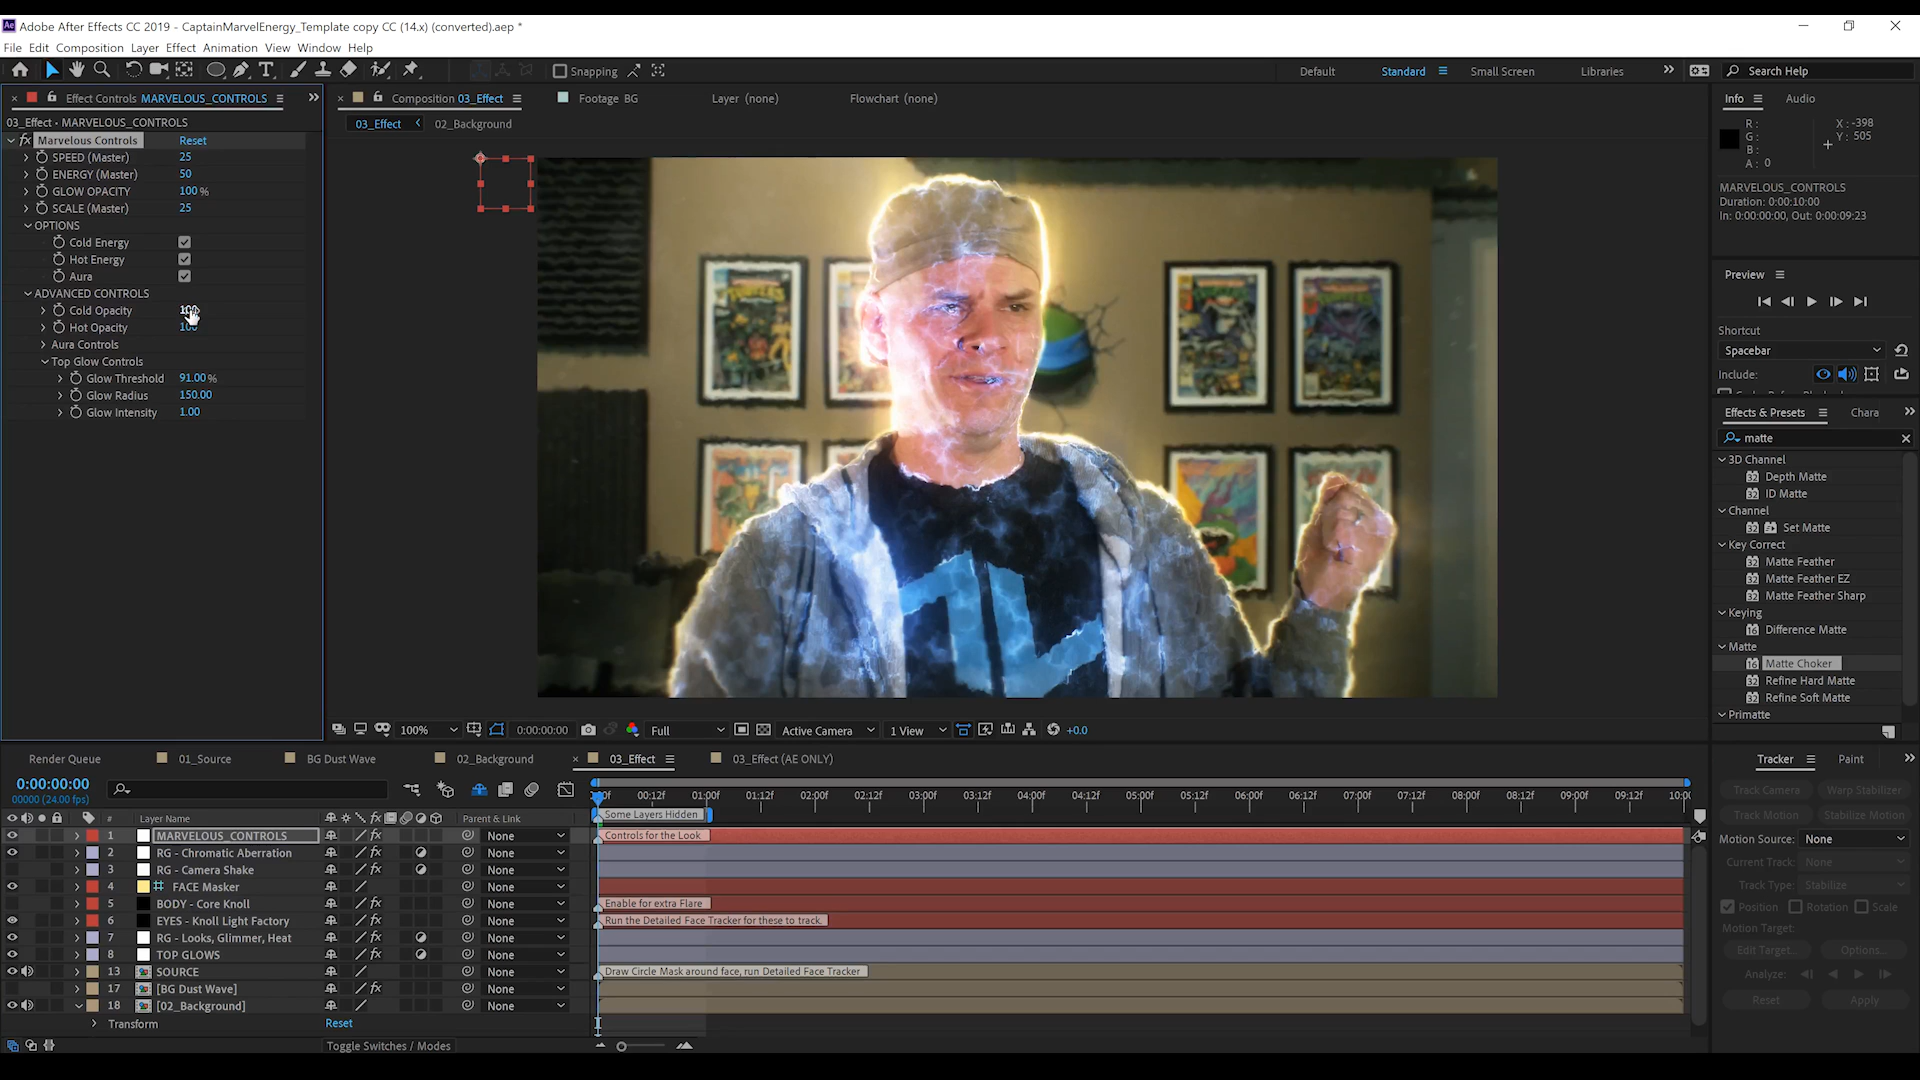 Adobe After Effects CC 2019 - CaptainMarvelEnergy_Template copy CC (14.x) (converted).aep *
File Edit Composition Layer Effect Animation View Window Help
Snapping
Default Standard Small Screen Libraries Search Help
Effect Controls MARVELOUS_CONTROLS
03_Effect • MARVELOUS_CONTROLS
fx Marvelous Controls Reset
SPEED (Master) 25
ENERGY (Master) 50
GLOW OPACITY 100 %
SCALE (Master) 25
OPTIONS
Cold Energy
Hot Energy
Aura
ADVANCED CONTROLS
Cold Opacity 100
Hot Opacity 100
Aura Controls
Top Glow Controls
Glow Threshold 91.00 %
Glow Radius 150.00
Glow Intensity 1.00
Composition 03_Effect Footage BG Layer (none) Flowchart (none)
03_Effect 02_Background
100% 0:00:00:00 Full Active Camera 1 View +0.0
Info Audio
R: X: -398
G: Y: 505
B:
A: 0
MARVELOUS_CONTROLS
Duration: 0:00:10:00
In: 0:00:00:00, Out: 0:00:09:23
Preview
Shortcut
Spacebar
Include:
Effects & Presets Chara
matte
3D Channel
Depth Matte
ID Matte
Channel
Set Matte
Key Correct
Matte Feather
Matte Feather EZ
Matte Feather Sharp
Keying
Difference Matte
Matte
Matte Choker
Refine Hard Matte
Refine Soft Matte
Primatte
Render Queue 01_Source BG Dust Wave 02_Background 03_Effect 03_Effect (AE ONLY)
0:00:00:00
00000 (24.00 fps)
00:12f 01:00f 01:12f 02:00f 02:12f 03:00f 03:12f 04:00f 04:12f 05:00f 05:12f 06:00f 06:12f 07:00f 07:12f 08:00f 08:12f 09:00f 09:12f 10:0
# Layer Name Parent & Link Some Layers Hidden
1 MARVELOUS_CONTROLS None Controls for the Look
2 RG - Chromatic Aberration None
3 RG - Camera Shake None
4 FACE Masker None
5 BODY - Core Knoll None Enable for extra Flare
6 EYES - Knoll Light Factory None Run the Detailed Face Tracker for these to track.
7 RG - Looks, Glimmer, Heat None
8 TOP GLOWS None
13 SOURCE None Draw Circle Mask around face, run Detailed Face Tracker
17 [BG Dust Wave] None
18 [02_Background] None
Transform Reset
Toggle Switches / Modes
Tracker Paint
Track Camera Warp Stabilizer
Track Motion Stabilize Motion
Motion Source: None
Current Track: None
Track Type: Stabilize
Position Rotation Scale
Motion Target:
Edit Target... Options...
Analyze:
Reset Apply